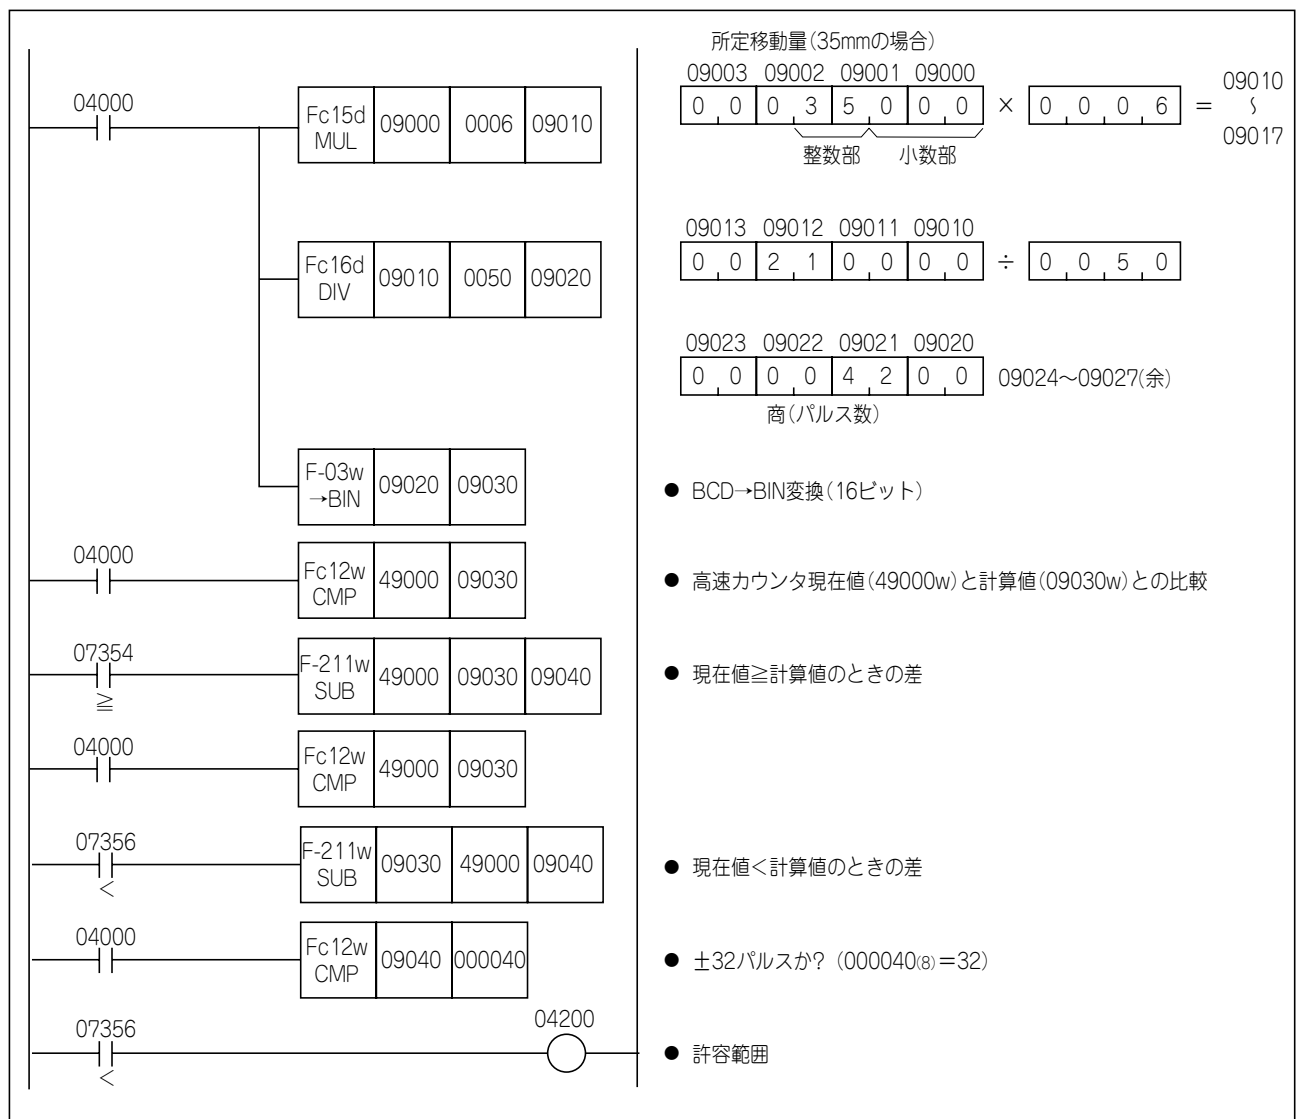 所定移動量(35mmの場合)
09003 09002 09001 09000
0 0 0 3 5 0 0 0 × 0 0 0 6 = 09010 〜 09017
整数部 小数部
04000
Fc15d MUL 09000 0006 09010
09013 09012 09011 09010
0 0 2 1 0 0 0 0 ÷ 0 0 5 0
Fc16d DIV 09010 0050 09020
09023 09022 09021 09020
0 0 0 0 4 2 0 0 09024〜09027(余)
商(パルス数)
F-03w →BIN 09020 09030
● BCD→BIN変換(16ビット)
04000
Fc12w CMP 49000 09030
● 高速カウンタ現在値(49000w)と計算値(09030w)との比較
07354
≧
F-211w SUB 49000 09030 09040
● 現在値≧計算値のときの差
04000
Fc12w CMP 49000 09030
07356
<
F-211w SUB 09030 49000 09040
● 現在値<計算値のときの差
04000
Fc12w CMP 09040 000040
● ±32パルスか? (000040(8)=32)
07356
<
04200
● 許容範囲